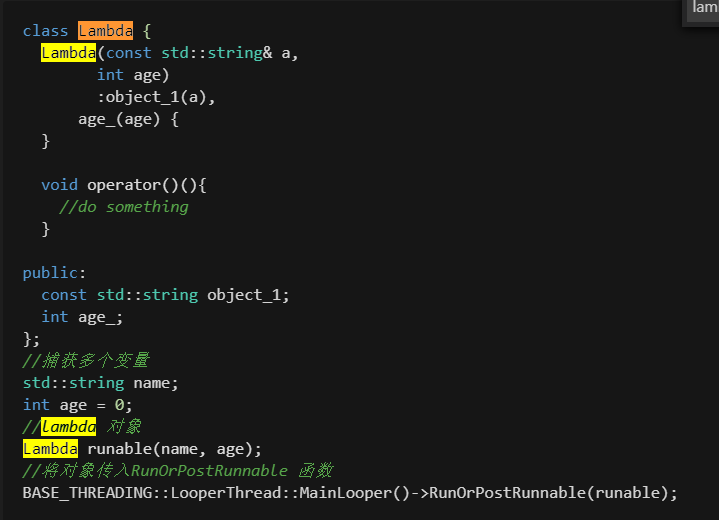 lam
class Lambda {
  Lambda(const std::string& a,
        int age)
        :object_1(a),
      age_(age) {
  }

  void operator()(){
    //do something
  }

public:
  const std::string object_1;
  int age_;
};
//捕获多个变量
std::string name;
int age = 0;
//lambda 对象
Lambda runable(name, age);
//将对象传入RunOrPostRunnable 函数
BASE_THREADING::LooperThread::MainLooper()->RunOrPostRunnable(runable);